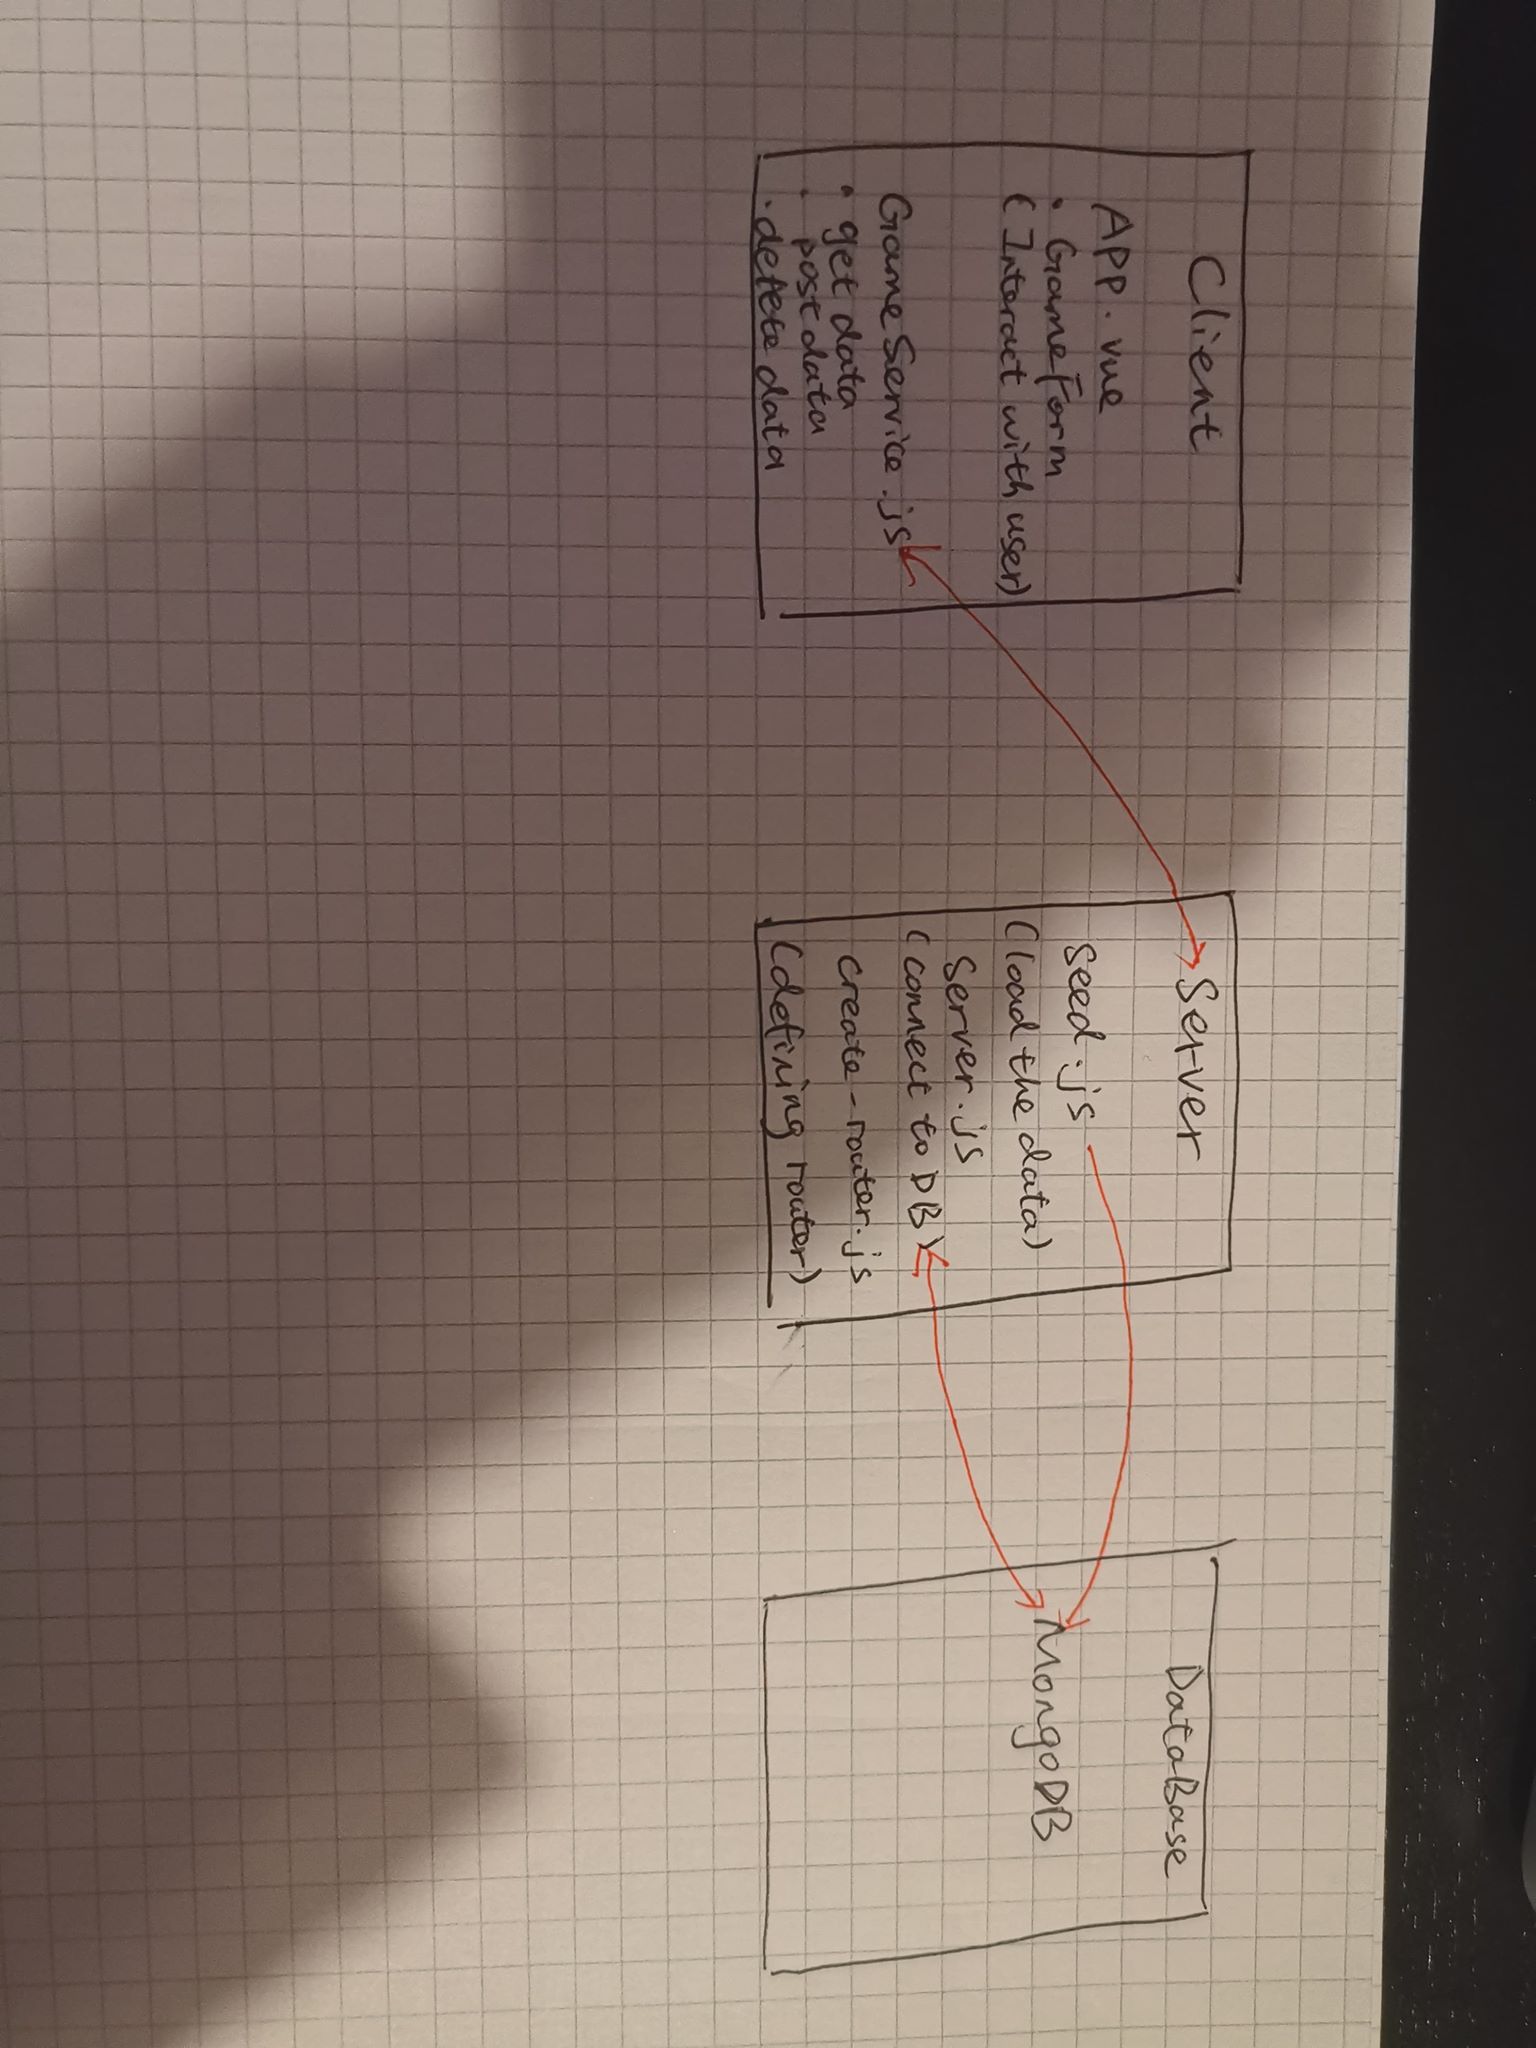 Client
APP.vue
• GameForm
(Interact with user)
GameService.js
• get data
• post data
• delete data
Server
seed.js
(load the data)
Server.js
(connect to DB)
create-router.js
(defining router)
DataBase
MongoDB